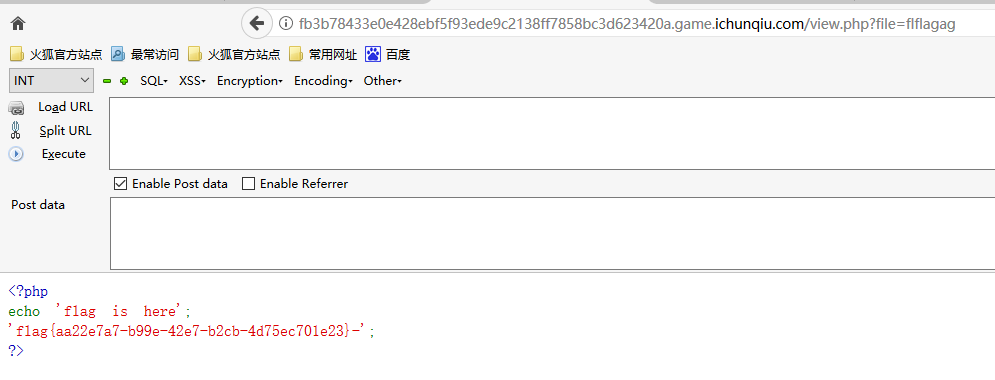 fb3b78433e0e428ebf5f93ede9c2138ff7858bc3d623420a.game.ichunqiu.com/view.php?file=flflagag
火狐官方站点 最常访问 火狐官方站点 常用网址 百度
INT SQL▾ XSS▾ Encryption▾ Encoding▾ Other▾
Load URL
Split URL
Execute
Enable Post data Enable Referrer
Post data
<?php
echo 'flag is here';
'flag{aa22e7a7-b99e-42e7-b2cb-4d75ec701e23}-';
?>